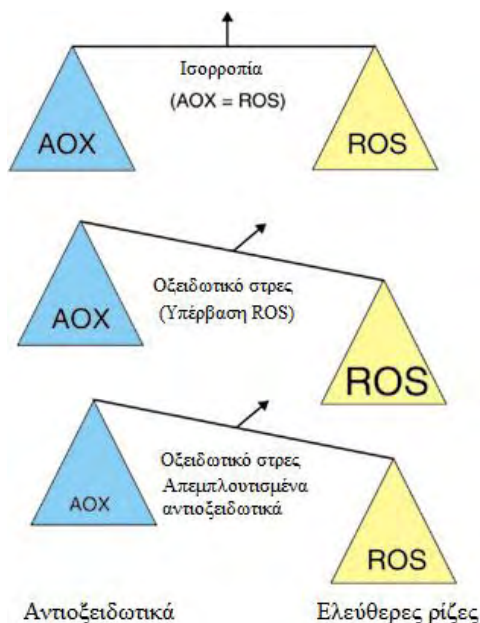 Ισορροπία
(AOX = ROS)
AOX
ROS
Οξειδωτικό στρες
(Υπέρβαση ROS)
AOX
ROS
Οξειδωτικό στρες
Απεμπλουτισμένα
αντιοξειδωτικά
AOX
ROS
Αντιοξειδωτικά
Ελεύθερες ρίζες